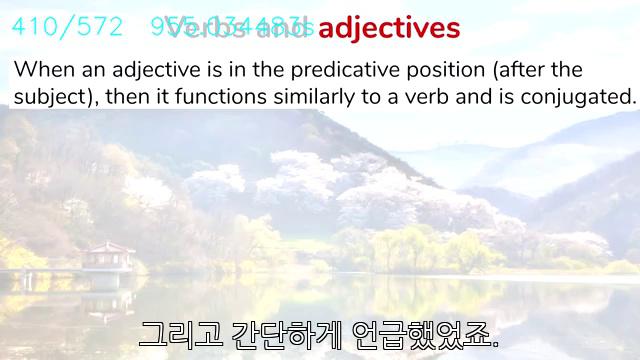 410/572 955.034483s
Verbs and adjectives
When an adjective is in the predicative position (after the
subject), then it functions similarly to a verb and is conjugated.
그리고 간단하게 언급했었죠.